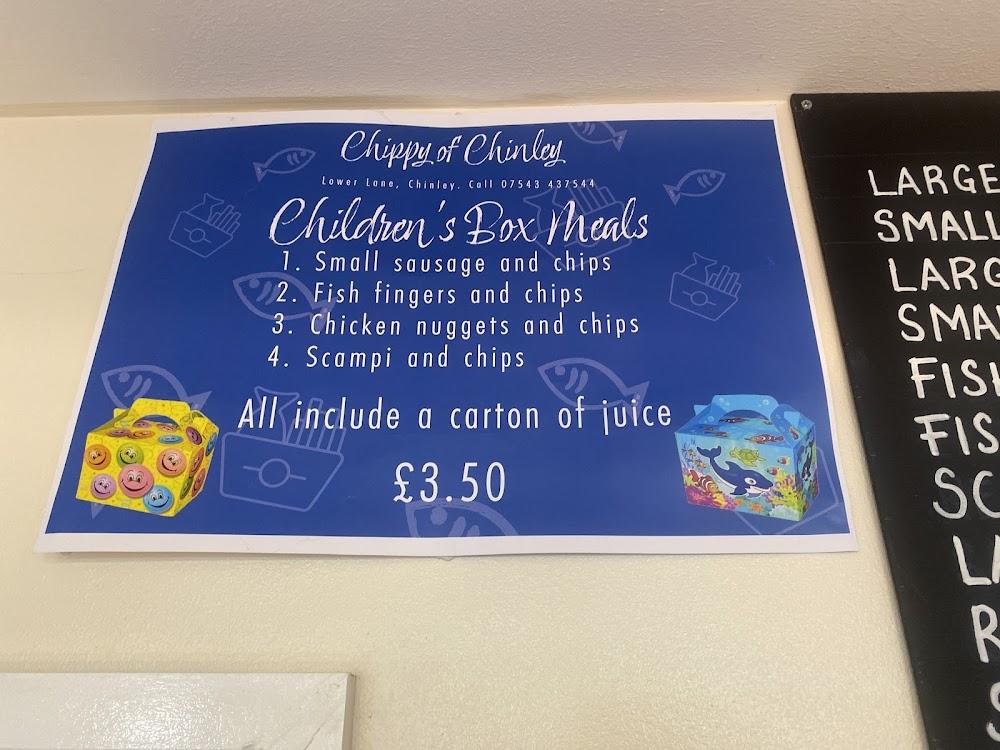 Chippy of Chinley
Lower Lane, Chinley. Call 07543 437544
Children's Box Meals
1. Small sausage and chips
2. Fish fingers and chips
3. Chicken nuggets and chips
4. Scampi and chips
All include a carton of juice
£3.50
LARGE
SMALL
LARG
SMA
FISH
FIS
SC
LA
R
S